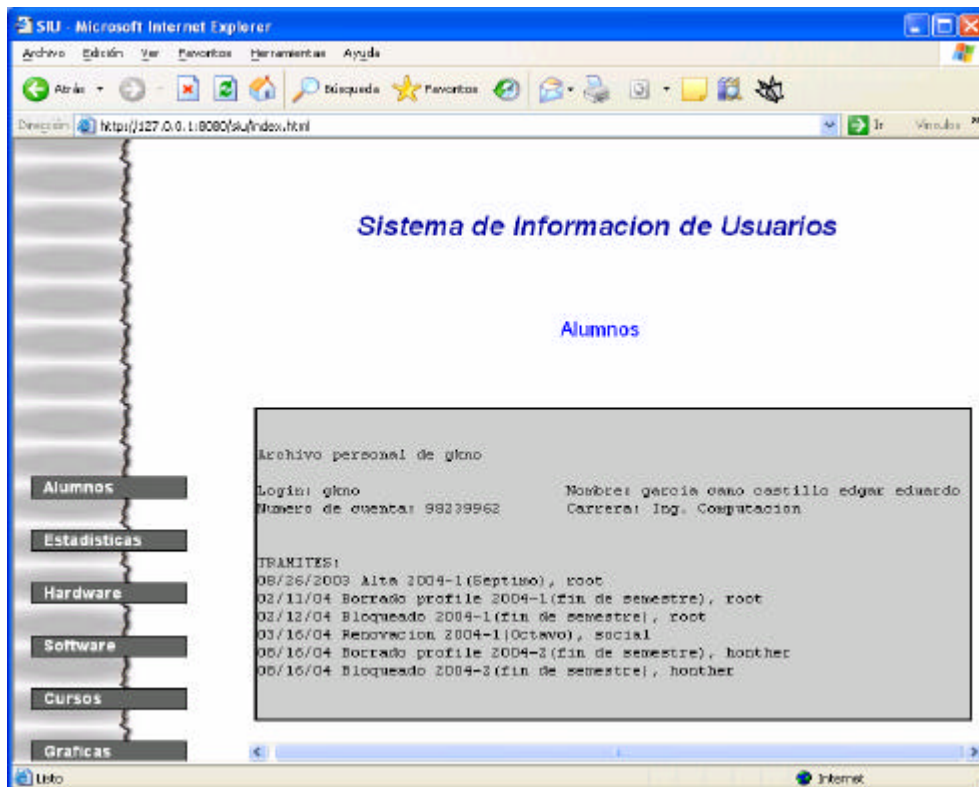 SIU - Microsoft Internet Explorer
Archivo Edición Ver Favoritos Herramientas Ayuda
Atrás Búsqueda Favoritos
Dirección http://127.0.0.1:8080/siu/index.html Ir Vínculos »
Sistema de Informacion de Usuarios
Alumnos
Archivo personal de gkno
Login: gkno Nombre: garcia cano castillo edgar eduardo
Numero de cuenta: 98239962 Carrera: Ing. Computacion
TRAMITES:
08/26/2003 Alta 2004-1(Septimo), root
02/11/04 Borrado profile 2004-1(fin de semestre), root
02/12/04 Bloqueado 2004-1(fin de semestre), root
03/16/04 Renovacion 2004-1(Octavo), social
08/16/04 Borrado profile 2004-2(fin de semestre), honther
08/16/04 Bloqueado 2004-2(fin de semestre), honther
Alumnos
Estadisticas
Hardware
Software
Cursos
Graficas
Listo Internet